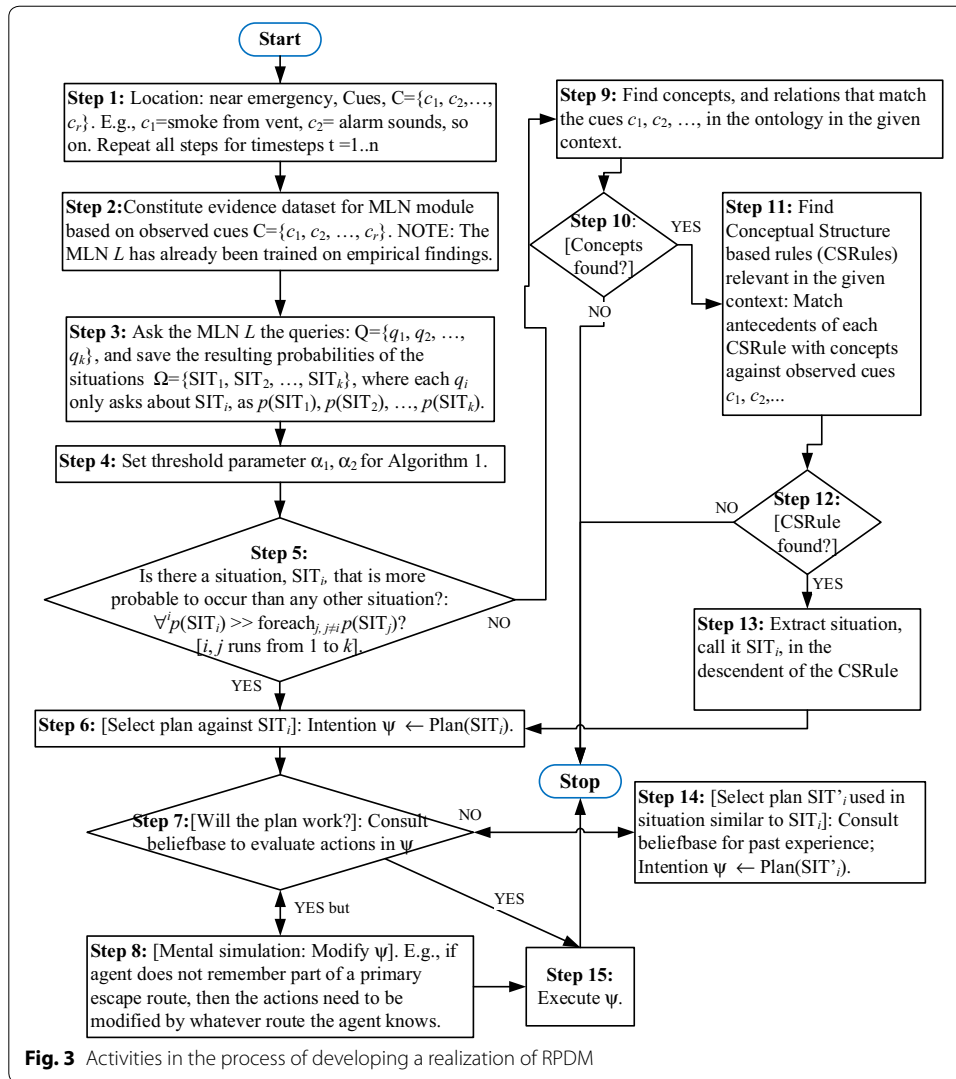 Start
Step 1: Location: near emergency, Cues, C={c1, c2,…,
cr}. E.g., c1=smoke from vent, c2= alarm sounds, so
on. Repeat all steps for timesteps t =1..n
Step 2:Constitute evidence dataset for MLN module
based on observed cues C={c1, c2, …, cr}. NOTE: The
MLN L has already been trained on empirical findings.
Step 3: Ask the MLN L the queries: Q={q1, q2, …,
qk}, and save the resulting probabilities of the
situations Ω={SIT1, SIT2, …, SITk}, where each qi
only asks about SITi, as p(SIT1), p(SIT2), …, p(SITk).
Step 4: Set threshold parameter α1, α2 for Algorithm 1.
Step 5:
Is there a situation, SITi, that is more
probable to occur than any other situation?:
∀i p(SITi) >> foreachj, j≠i p(SITj)?
[i, j runs from 1 to k].
NO
YES
Step 6: [Select plan against SITi]: Intention ψ ← Plan(SITi).
Step 7:[Will the plan work?]: Consult
beliefbase to evaluate actions in ψ
NO
YES
YES but
Step 8: [Mental simulation: Modify ψ]. E.g., if
agent does not remember part of a primary
escape route, then the actions need to be
modified by whatever route the agent knows.
Step 9: Find concepts, and relations that match
the cues c1, c2, …, in the ontology in the given
context.
Step 10:
[Concepts
found?]
YES
NO
Step 11: Find
Conceptual Structure
based rules (CSRules)
relevant in the given
context: Match
antecedents of each
CSRule with concepts
against observed cues
c1, c2,...
Step 12:
[CSRule
found?]
NO
YES
Step 13: Extract situation,
call it SITi, in the
descendent of the CSRule
Stop
Step 14: [Select plan SIT’i used in
situation similar to SITi]: Consult
beliefbase for past experience;
Intention ψ ← Plan(SIT’i).
Step 15:
Execute ψ.
Fig. 3 Activities in the process of developing a realization of RPDM